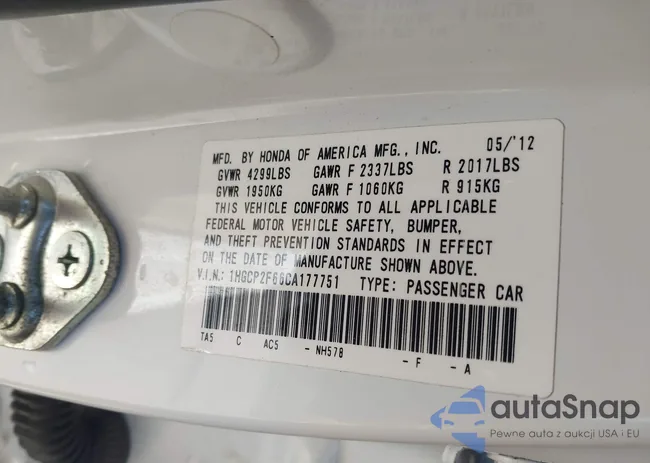 MFD. BY HONDA OF AMERICA MFG., INC. 05/'12
GVWR 4299LBS GAWR F 2337LBS R 2017LBS
GVWR 1950KG GAWR F 1060KG R 915KG
THIS VEHICLE CONFORMS TO ALL APPLICABLE
FEDERAL MOTOR VEHICLE SAFETY, BUMPER,
AND THEFT PREVENTION STANDARDS IN EFFECT
ON THE DATE OF MANUFACTURE SHOWN ABOVE.
V.I.N.: 1HGCP2F66CA177751 TYPE: PASSENGER CAR
TA5 C AC5 - NH578 - F - A
autaSnap
Pewne auta z aukcji USA i EU